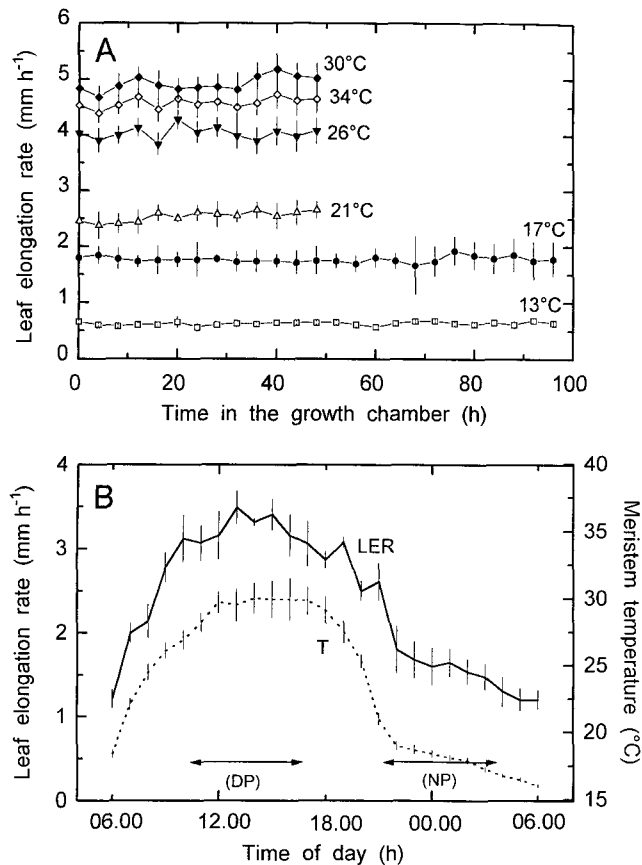 A
6
5
4
3
2
1
0
Leaf elongation rate (mm h⁻¹)
30°C
34°C
26°C
21°C
17°C
13°C
0 20 40 60 80 100
Time in the growth chamber (h)
B
4
3
2
1
0
Leaf elongation rate (mm h⁻¹)
LER
T
(DP)
(NP)
40
35
30
25
20
15
Meristem temperature (°C)
06.00 12.00 18.00 00.00 06.00
Time of day (h)